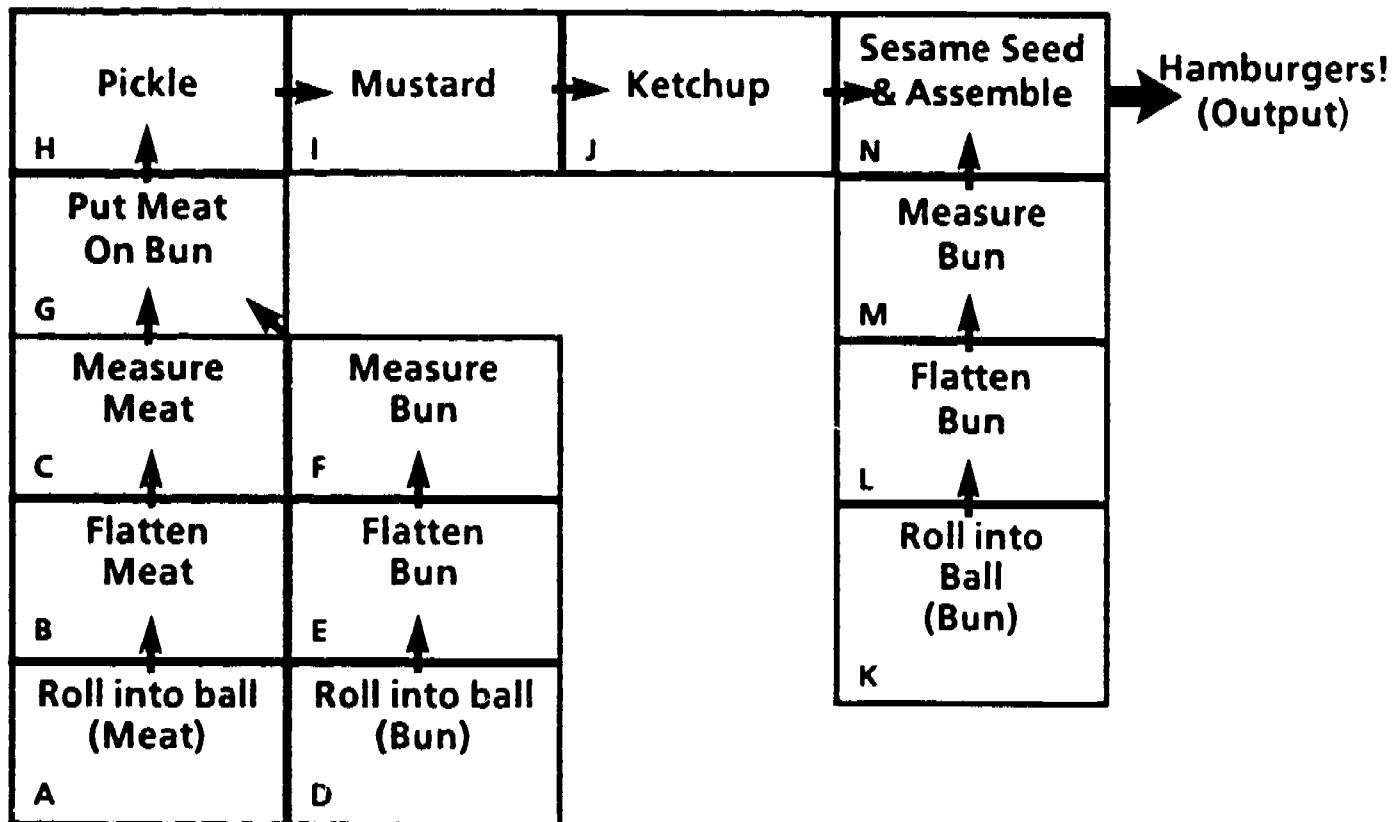 Pickle
H
Mustard
I
Ketchup
J
Sesame Seed
& Assemble
N
Hamburgers!
(Output)
Put Meat
On Bun
G
Measure
Bun
M
Measure
Meat
C
Measure
Bun
F
Flatten
Bun
L
Flatten
Meat
B
Flatten
Bun
E
Roll into
Ball
(Bun)
K
Roll into ball
(Meat)
A
Roll into ball
(Bun)
D